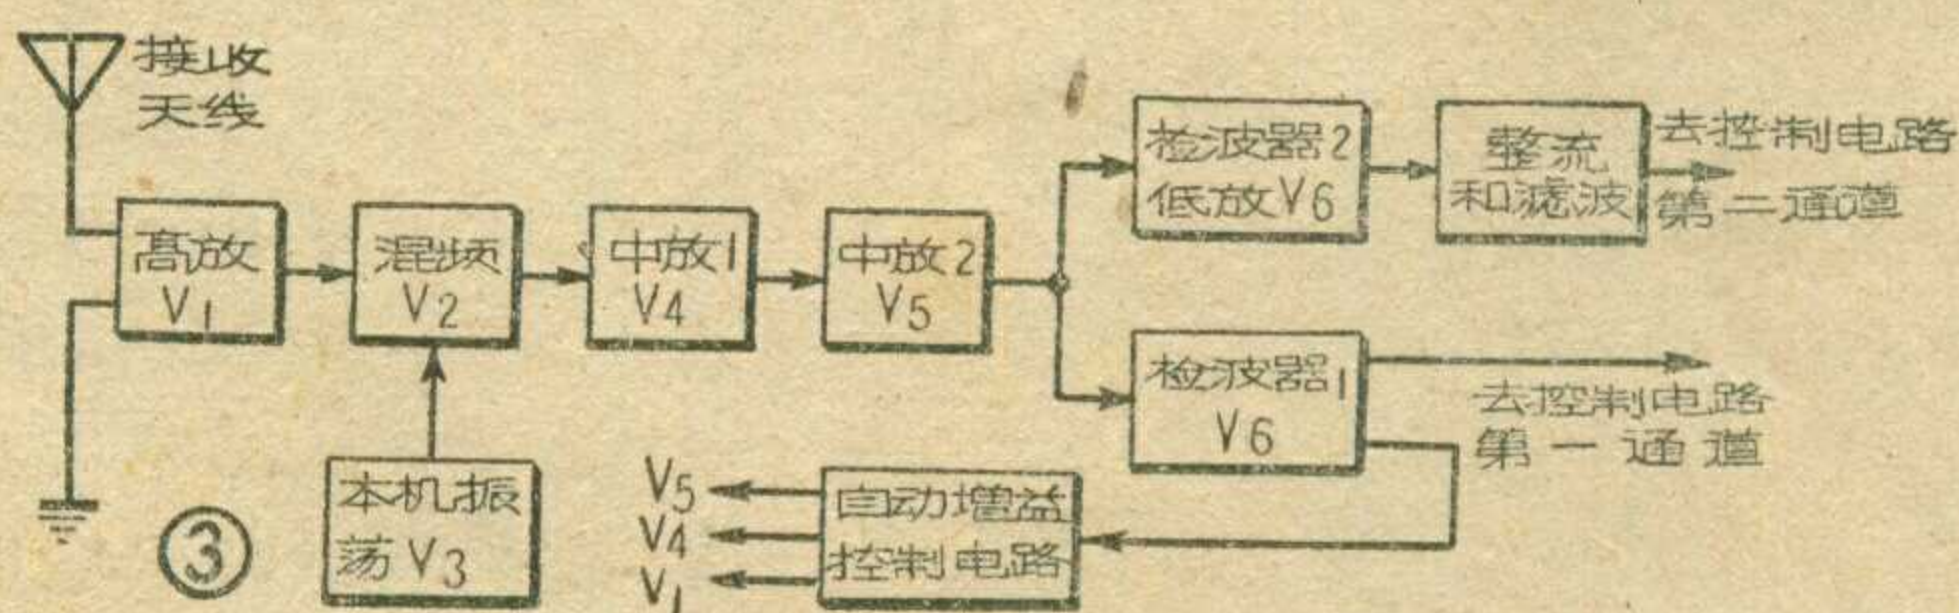 接收
天线
高放
V1
混频
V2
中放1
V4
中放2
V5
检波器2
低放V6
整流
和滤波
去控制电路
第二通道
检波器1
V6
去控制电路
第一通道
本机振
荡V3
自动增益
控制电路
V5
V4
V1
③